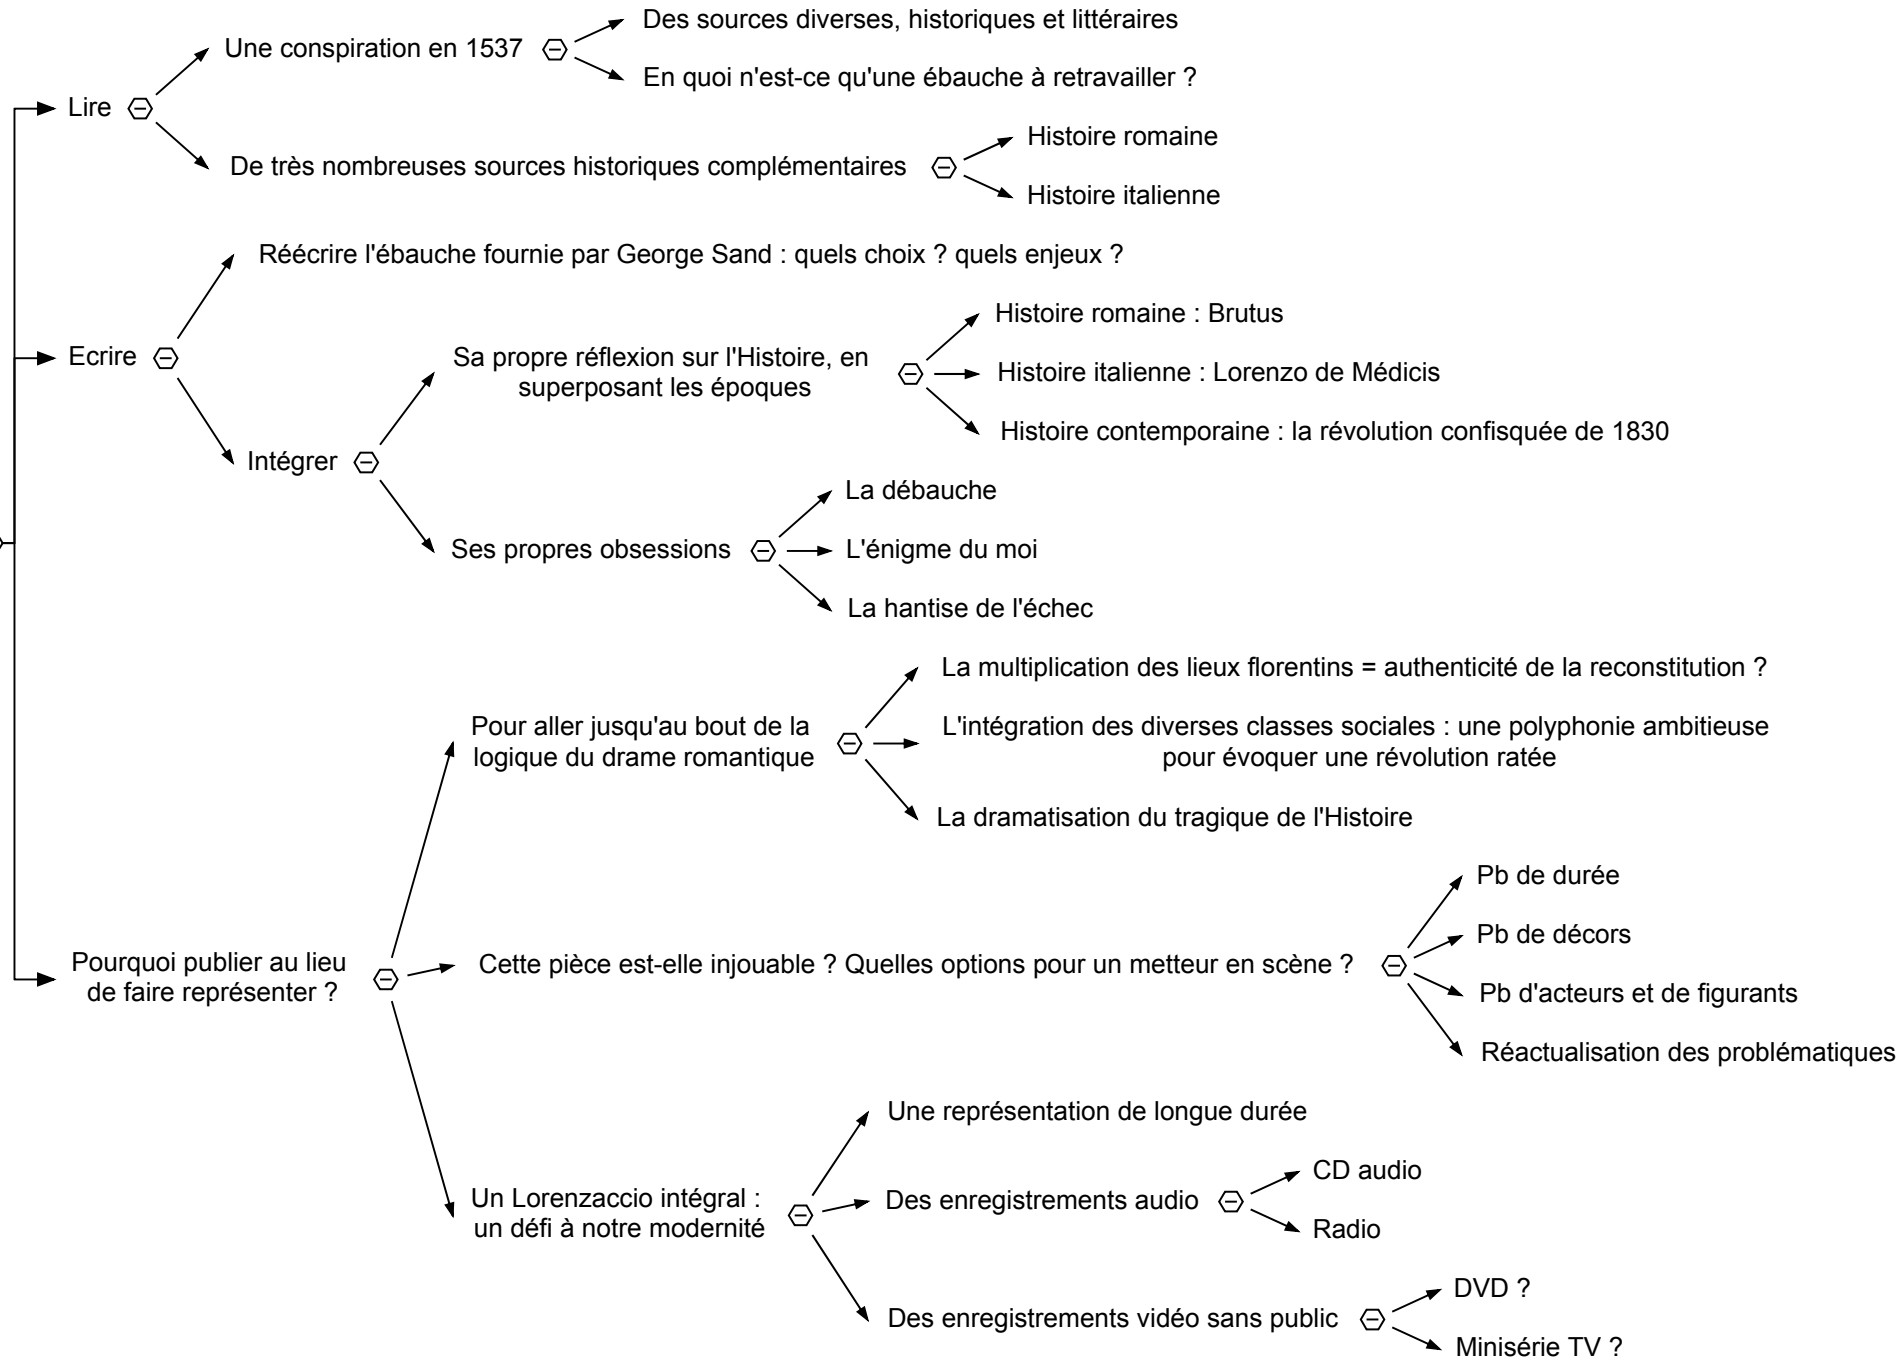 Lire
Une conspiration en 1537
Des sources diverses, historiques et littéraires
En quoi n'est-ce qu'une ébauche à retravailler ?
De très nombreuses sources historiques complémentaires
Histoire romaine
Histoire italienne
Ecrire
Réécrire l'ébauche fournie par George Sand : quels choix ? quels enjeux ?
Intégrer
Sa propre réflexion sur l'Histoire, en
superposant les époques
Histoire romaine : Brutus
Histoire italienne : Lorenzo de Médicis
Histoire contemporaine : la révolution confisquée de 1830
Ses propres obsessions
La débauche
L'énigme du moi
La hantise de l'échec
Pourquoi publier au lieu
de faire représenter ?
Pour aller jusqu'au bout de la
logique du drame romantique
La multiplication des lieux florentins = authenticité de la reconstitution ?
L'intégration des diverses classes sociales : une polyphonie ambitieuse
pour évoquer une révolution ratée
La dramatisation du tragique de l'Histoire
Cette pièce est-elle injouable ? Quelles options pour un metteur en scène ?
Pb de durée
Pb de décors
Pb d'acteurs et de figurants
Réactualisation des problématiques
Un Lorenzaccio intégral :
un défi à notre modernité
Une représentation de longue durée
Des enregistrements audio
CD audio
Radio
Des enregistrements vidéo sans public
DVD ?
Minisérie TV ?